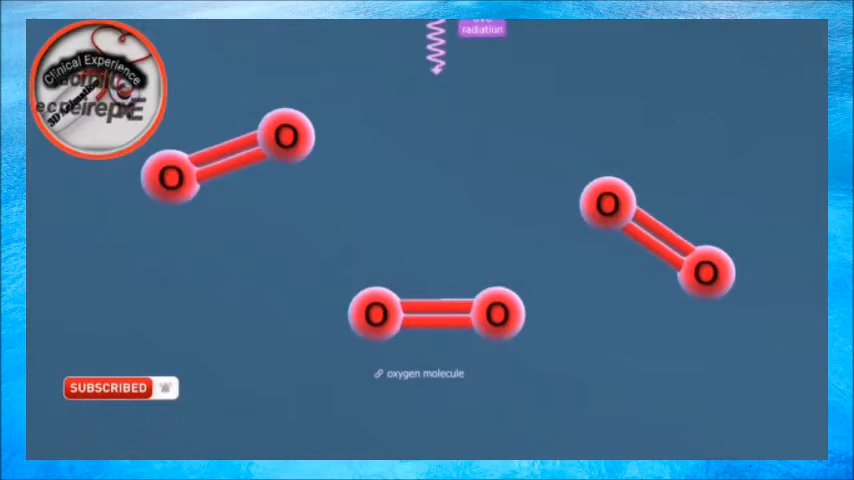 radiation
Clinical Experience
O
O
O
O
O
O
oxygen molecule
SUBSCRIBED